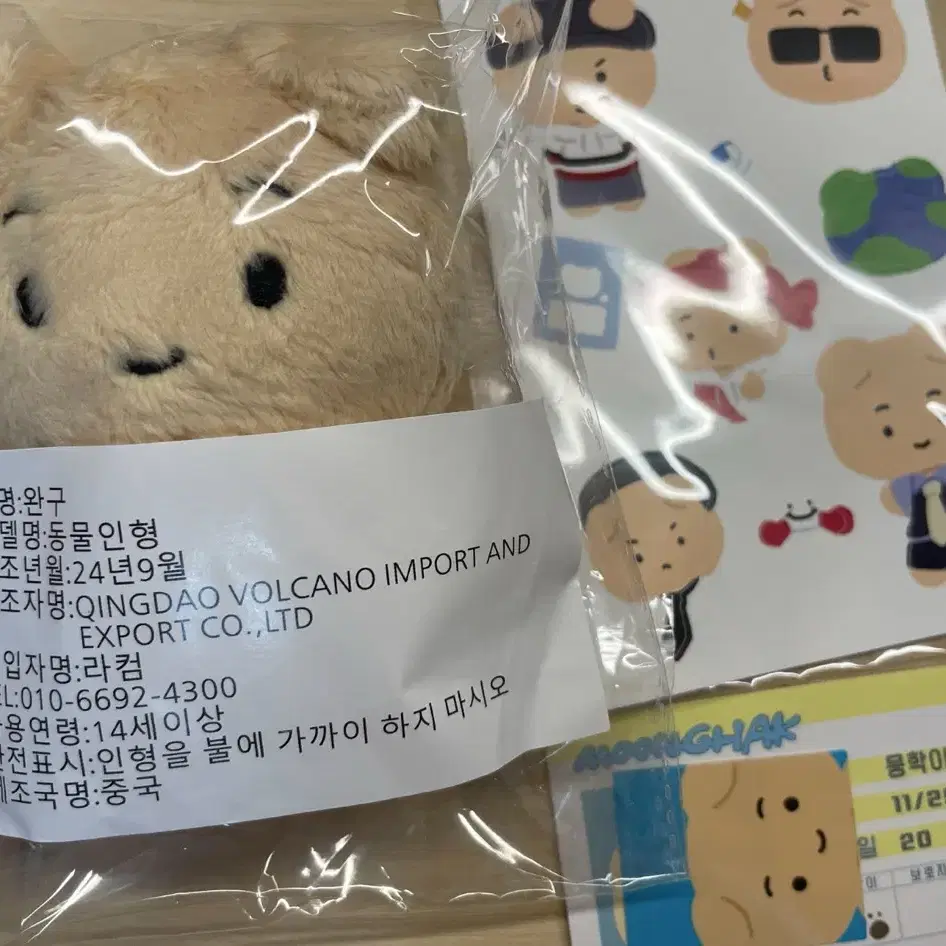 명:완구
델명:동물인형
조년월:24년9월
조자명:QINGDAO VOLCANO IMPORT AND
EXPORT CO.,LTD
입자명:라컴
EL:010-6692-4300
용연령:14세이상
전표시:인형을 불에 가까이 하지 마시오
조국명:중국
MOONGHAK
뭉학이
11/2
일 20